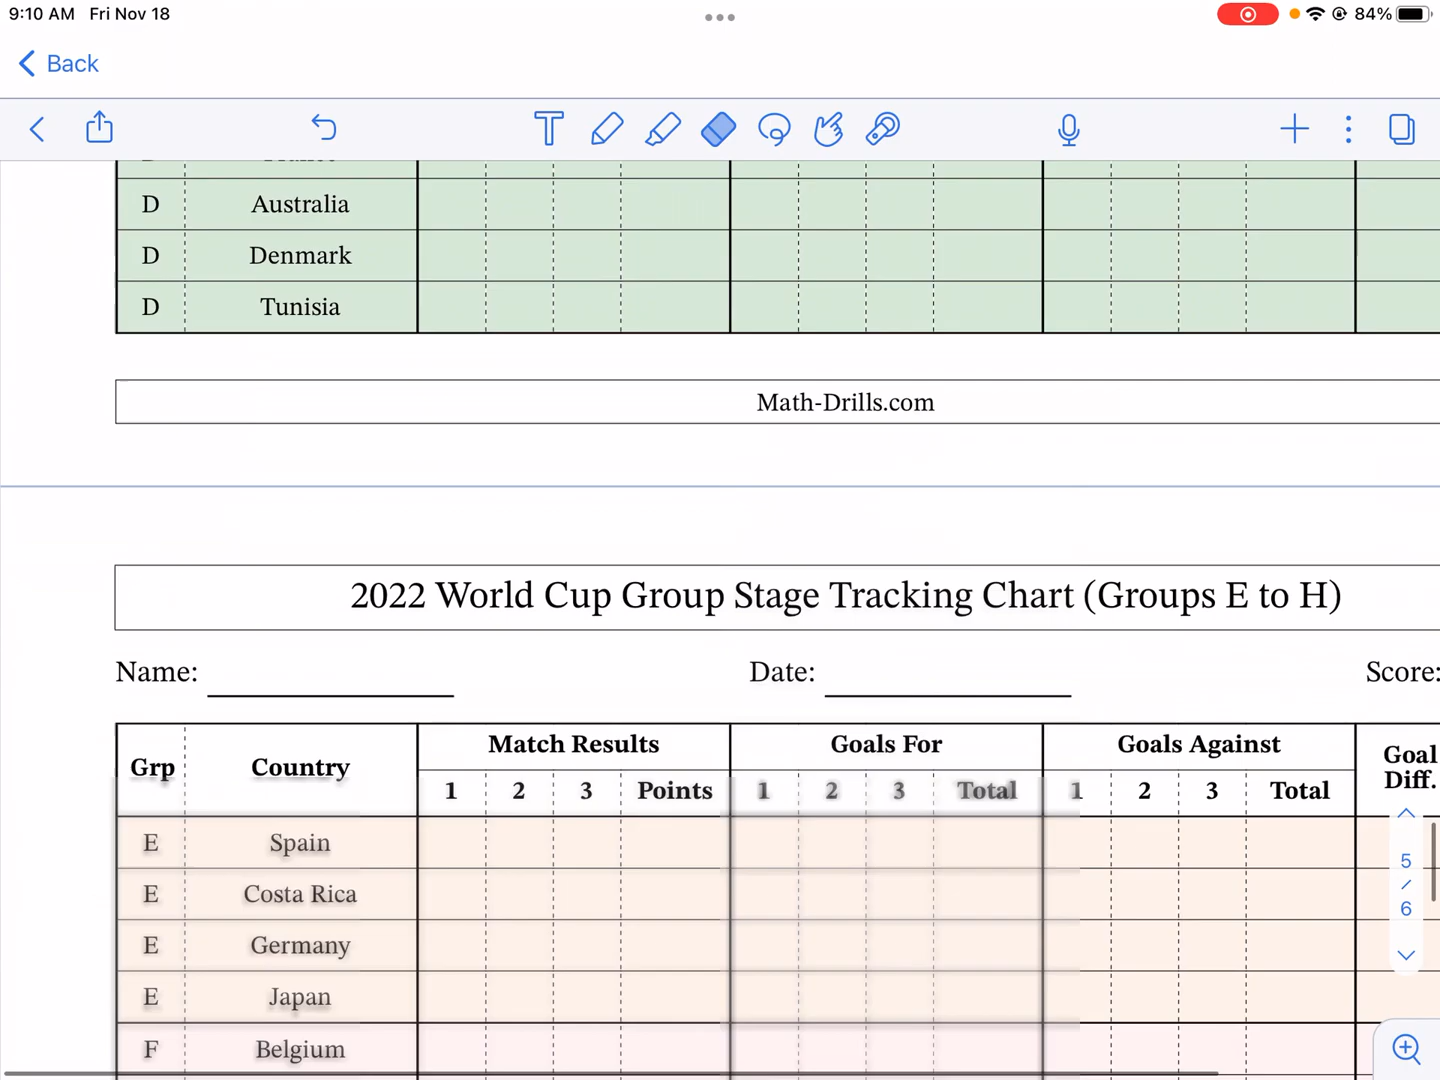 9:10 AM Fri Nov 18
84%
Back
D Australia
D Denmark
D Tunisia
Math-Drills.com
2022 World Cup Group Stage Tracking Chart (Groups E to H)
Name: Date: Score:
Grp Country Match Results Goals For Goals Against Goal Diff.
1 2 3 Points 1 2 3 Total 1 2 3 Total
E Spain
E Costa Rica
E Germany
E Japan
F Belgium
5
/
6